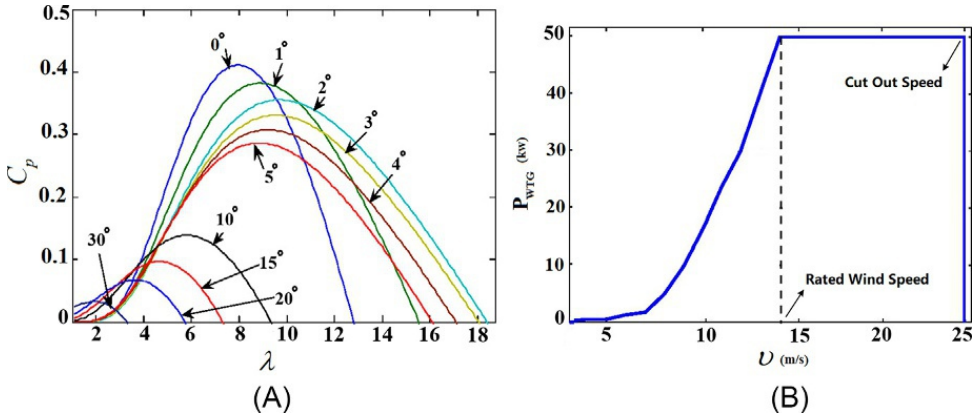 0.5
0.4
0.3
0.2
0.1
0
C_p
0°
1°
2°
3°
4°
5°
10°
15°
20°
30°
2 4 6 8 10 12 14 16 18
λ
(A)
50
40
30
20
10
0
P_WTG (kw)
Cut Out Speed
Rated Wind Speed
5 10 15 20 25
υ (m/s)
(B)